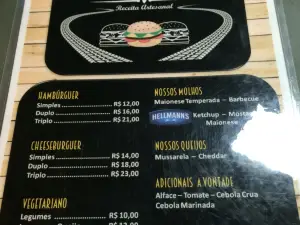 Receita Artesanal
HAMBÚRGUER
Simples R$ 12,00
Duplo R$ 16,00
Triplo R$ 21,00
CHEESEBURGUER
Simples R$ 14,00
Duplo R$ 18,00
Triplo R$ 23,00
VEGETARIANO
Legumes R$ 10,00
NOSSOS MOLHOS
Maionese Temperada – Barbecue
HELLMANN'S Ketchup – Mostarda
Maionese
NOSSOS QUEIJOS
Mussarela – Cheddar
ADICIONAIS A VONTADE
Alface – Tomate – Cebola Crua
Cebola Marinada